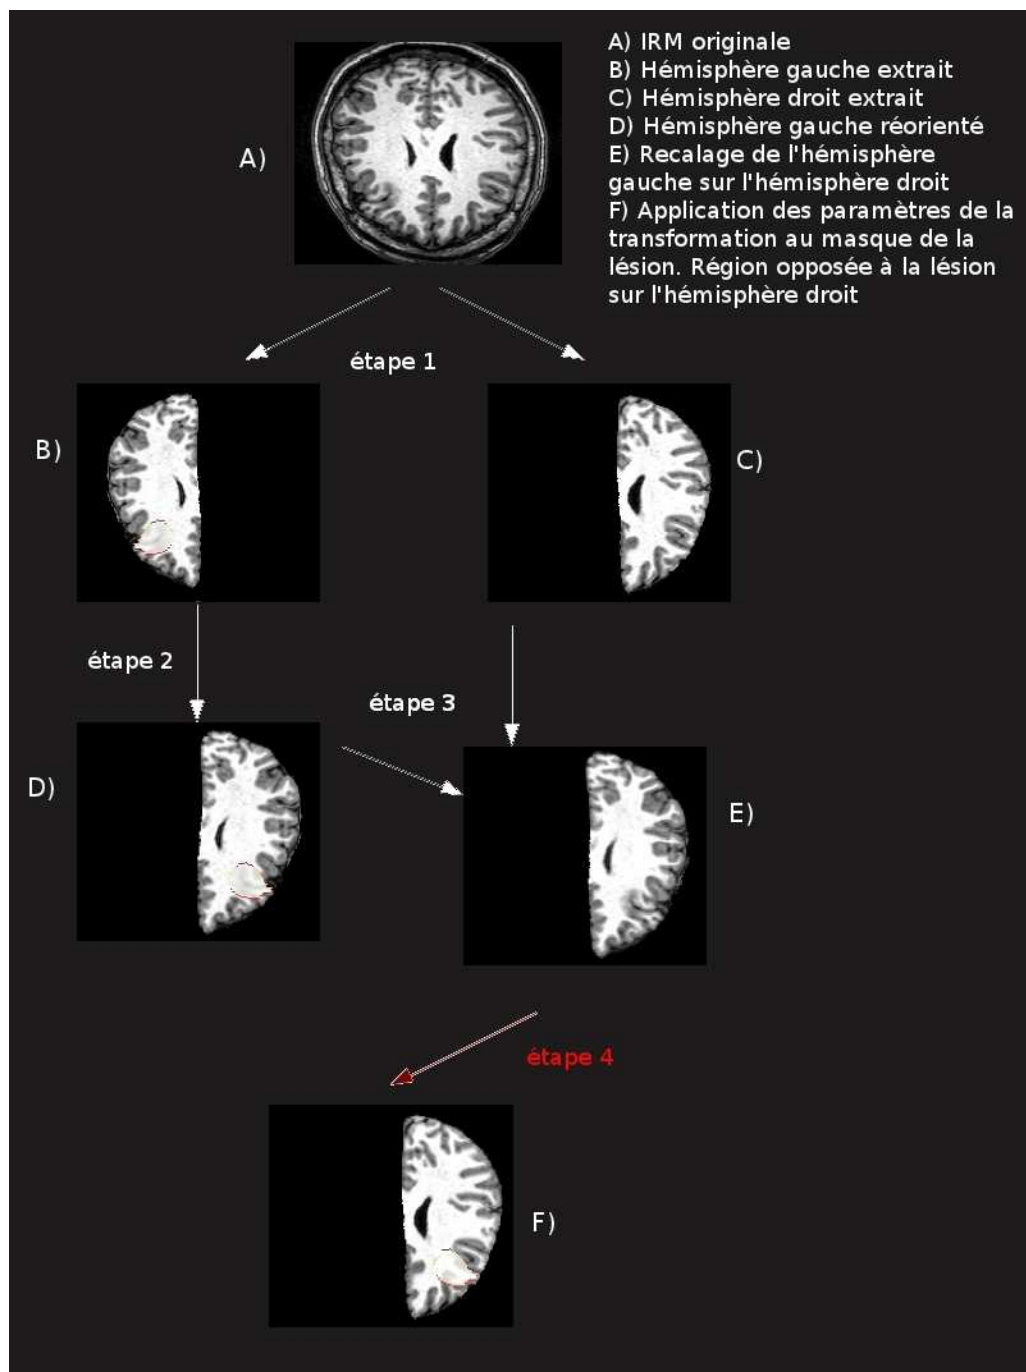 A) IRM originale
B) Hémisphère gauche extrait
C) Hémisphère droit extrait
D) Hémisphère gauche réorienté
E) Recalage de l'hémisphère
gauche sur l'hémisphère droit
F) Application des paramètres de la
transformation au masque de la
lésion. Région opposée à la lésion
sur l'hémisphère droit
A)
étape 1
B)
C)
étape 2
étape 3
D)
E)
étape 4
F)